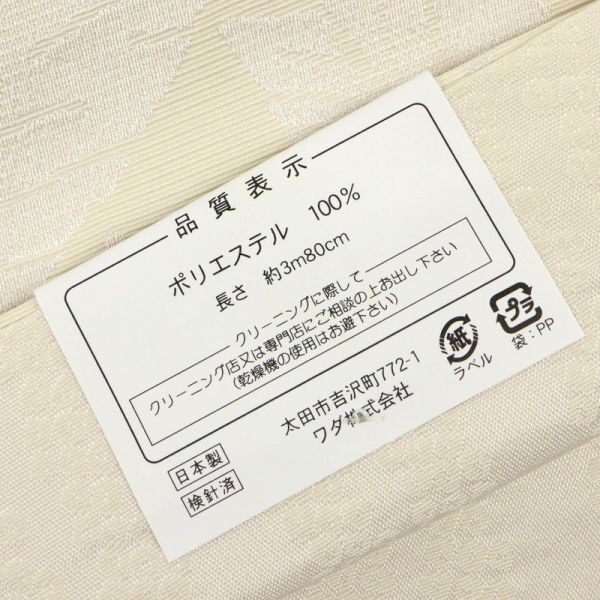 品質表示
ポリエステル 100%
長さ 約3m80cm
クリーニングに際して
クリーニング店又は専門店にご相談の上お出し下さい
(乾燥機の使用はお避け下さい)
太田市吉沢町772-1
ワダ株式会社
日本製
検針済
紙
ラベル
プラ
袋:PP